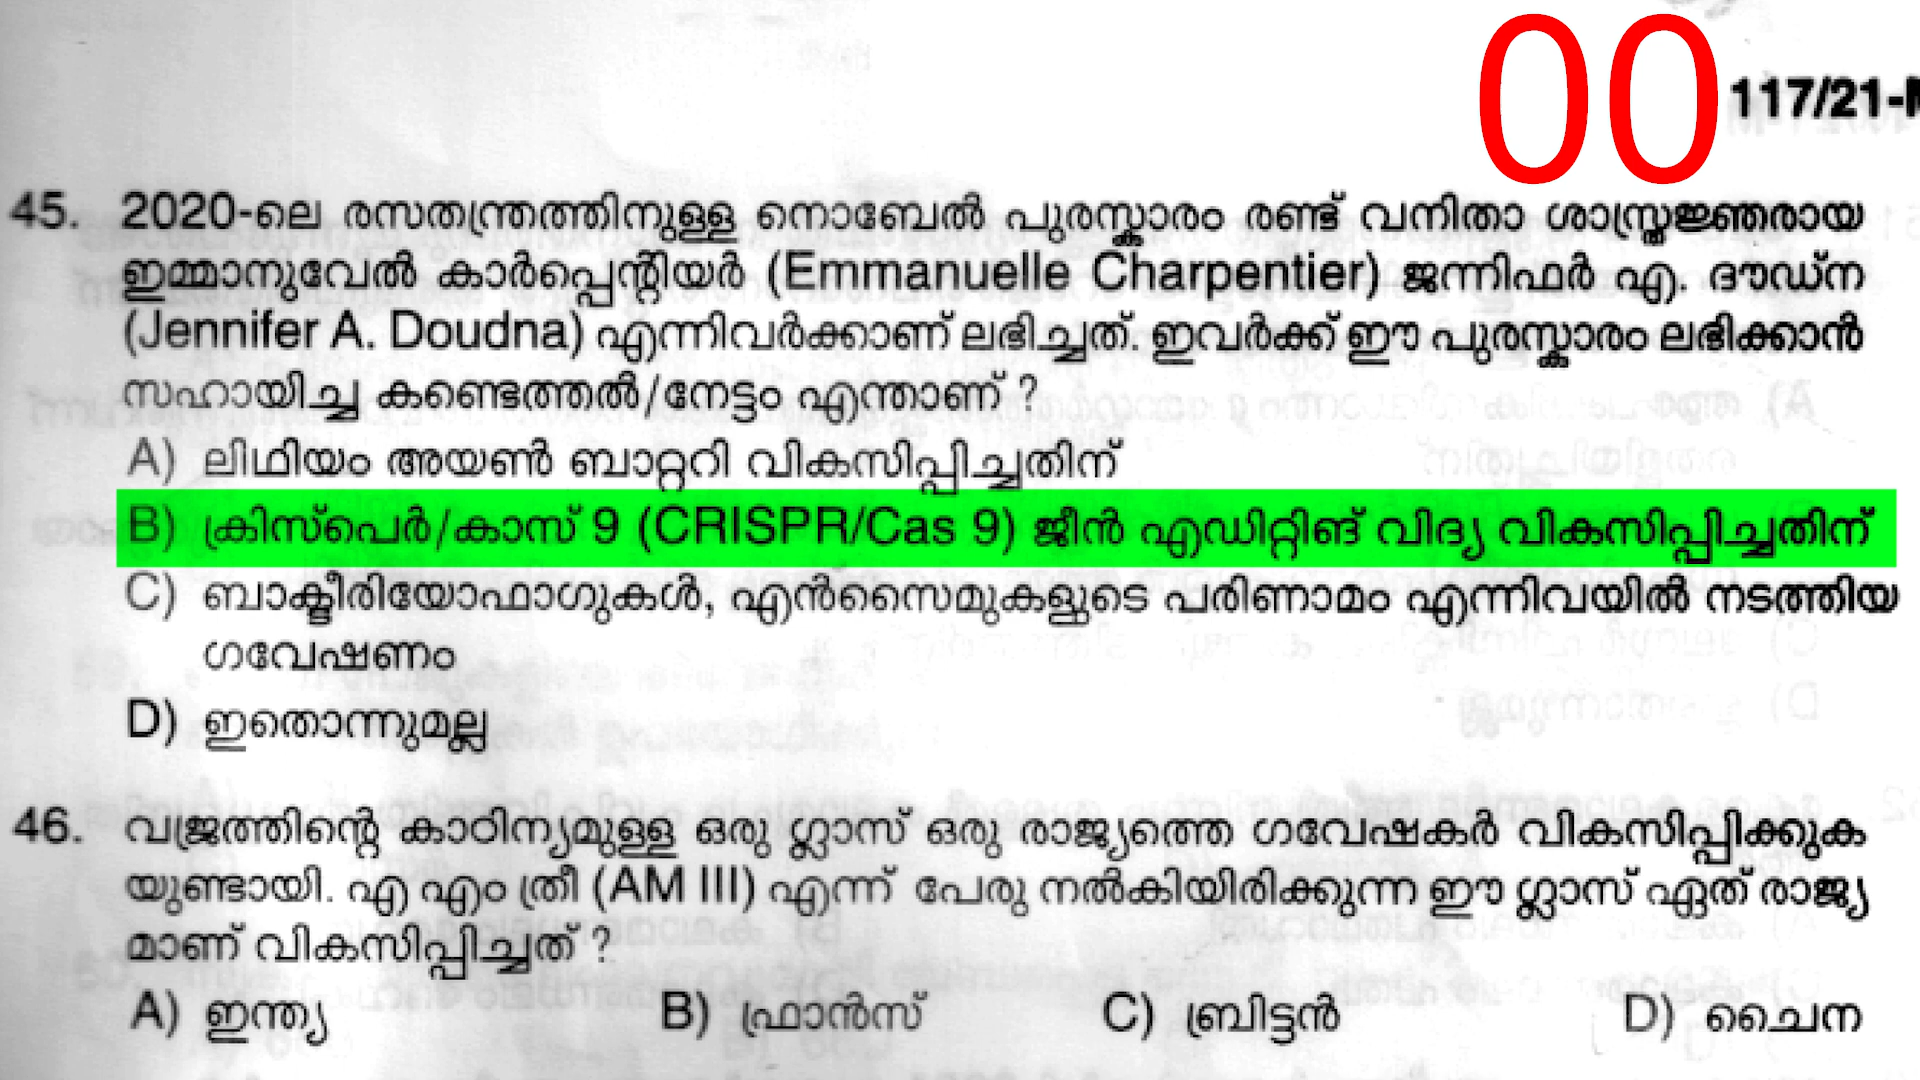 00
117/21-M
45. 2020-ലെ രസതന്ത്രത്തിനുള്ള നൊബേൽ പുരസ്കാരം രണ്ട് വനിതാ ശാസ്ത്രജ്ഞരായ
ഇമ്മാനുവേൽ കാർപ്പെന്റിയർ (Emmanuelle Charpentier) ജന്നിഫർ എ. ദൗഡ്ന
(Jennifer A. Doudna) എന്നിവർക്കാണ് ലഭിച്ചത്. ഇവർക്ക് ഈ പുരസ്കാരം ലഭിക്കാൻ
സഹായിച്ച കണ്ടെത്തൽ/നേട്ടം എന്താണ് ?
A) ലിഥിയം അയൺ ബാറ്ററി വികസിപ്പിച്ചതിന്
B) ക്രിസ്പെർ/കാസ് 9 (CRISPR/Cas 9) ജീൻ എഡിറ്റിങ് വിദ്യ വികസിപ്പിച്ചതിന്
C) ബാക്ടീരിയോഫാഗുകൾ, എൻസൈമുകളുടെ പരിണാമം എന്നിവയിൽ നടത്തിയ
ഗവേഷണം
D) ഇതൊന്നുമല്ല
46. വജ്രത്തിന്റെ കാഠിന്യമുള്ള ഒരു ഗ്ലാസ് ഒരു രാജ്യത്തെ ഗവേഷകർ വികസിപ്പിക്കുക
യുണ്ടായി. എ എം ത്രീ (AM III) എന്ന് പേരു നൽകിയിരിക്കുന്ന ഈ ഗ്ലാസ് ഏത് രാജ്യ
മാണ് വികസിപ്പിച്ചത് ?
A) ഇന്ത്യ B) ഫ്രാൻസ് C) ബ്രിട്ടൻ D) ചൈന